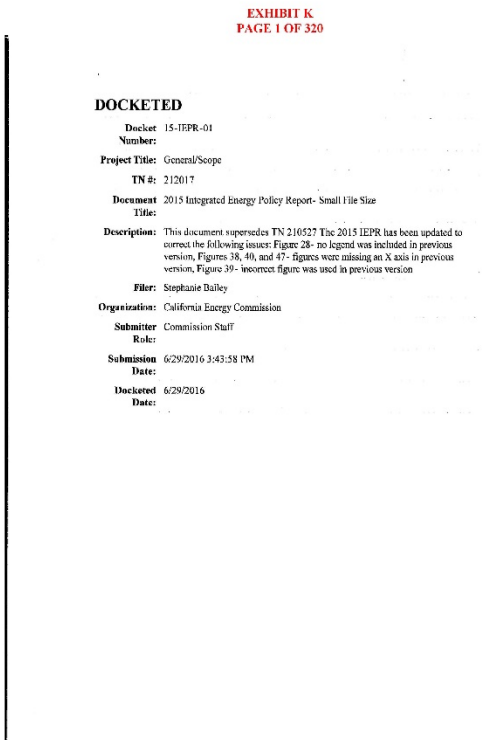 EXHIBIT K
PAGE 1 OF 320
DOCKETED
Docket Number: 15-IEPR-01
Project Title: General/Scope
TN #: 212017
Document Title: 2015 Integrated Energy Policy Report- Small File Size
Description: This document supersedes TN 210527 The 2015 IEPR has been updated to
correct the following issues: Figure 28- no legend was included in previous
version, Figures 38, 40, and 47- figures were missing an X axis in previous
version, Figure 39- incorrect figure was used in previous version
Filer: Stephanie Bailey
Organization: California Energy Commission
Submitter Role: Commission Staff
Submission Date: 6/29/2016 3:43:58 PM
Docketed Date: 6/29/2016